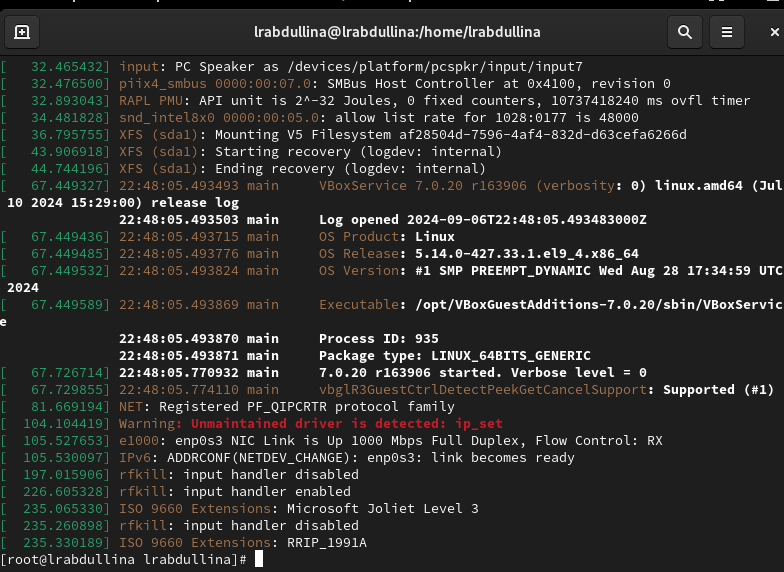 lrabdullina@lrabdullina:/home/lrabdullina
[   32.465432] input: PC Speaker as /devices/platform/pcspkr/input/input7
[   32.476500] piix4_smbus 0000:00:07.0: SMBus Host Controller at 0x4100, revision 0
[   32.893043] RAPL PMU: API unit is 2^-32 Joules, 0 fixed counters, 10737418240 ms ovfl timer
[   34.481828] snd_intel8x0 0000:00:05.0: allow list rate for 1028:0177 is 48000
[   36.795755] XFS (sda1): Mounting V5 Filesystem af28504d-7596-4af4-832d-d63cefa6266d
[   43.906918] XFS (sda1): Starting recovery (logdev: internal)
[   44.744196] XFS (sda1): Ending recovery (logdev: internal)
[   67.449327] 22:48:05.493493 main     VBoxService 7.0.20 r163906 (verbosity: 0) linux.amd64 (Jul
 10 2024 15:29:00) release log
               22:48:05.493503 main     Log opened 2024-09-06T22:48:05.493483000Z
[   67.449436] 22:48:05.493715 main     OS Product: Linux
[   67.449485] 22:48:05.493776 main     OS Release: 5.14.0-427.33.1.el9_4.x86_64
[   67.449532] 22:48:05.493824 main     OS Version: #1 SMP PREEMPT_DYNAMIC Wed Aug 28 17:34:59 UTC
 2024
[   67.449589] 22:48:05.493869 main     Executable: /opt/VBoxGuestAdditions-7.0.20/sbin/VBoxServic
e
               22:48:05.493870 main     Process ID: 935
               22:48:05.493871 main     Package type: LINUX_64BITS_GENERIC
[   67.726714] 22:48:05.770932 main     7.0.20 r163906 started. Verbose level = 0
[   67.729855] 22:48:05.774110 main     vbglR3GuestCtrlDetectPeekGetCancelSupport: Supported (#1)
[   81.669194] NET: Registered PF_QIPCRTR protocol family
[  104.104419] Warning: Unmaintained driver is detected: ip_set
[  105.527653] e1000: enp0s3 NIC Link is Up 1000 Mbps Full Duplex, Flow Control: RX
[  105.530097] IPv6: ADDRCONF(NETDEV_CHANGE): enp0s3: link becomes ready
[  197.015906] rfkill: input handler disabled
[  226.605328] rfkill: input handler enabled
[  235.065330] ISO 9660 Extensions: Microsoft Joliet Level 3
[  235.260898] rfkill: input handler disabled
[  235.330189] ISO 9660 Extensions: RRIP_1991A
[root@lrabdullina lrabdullina]#